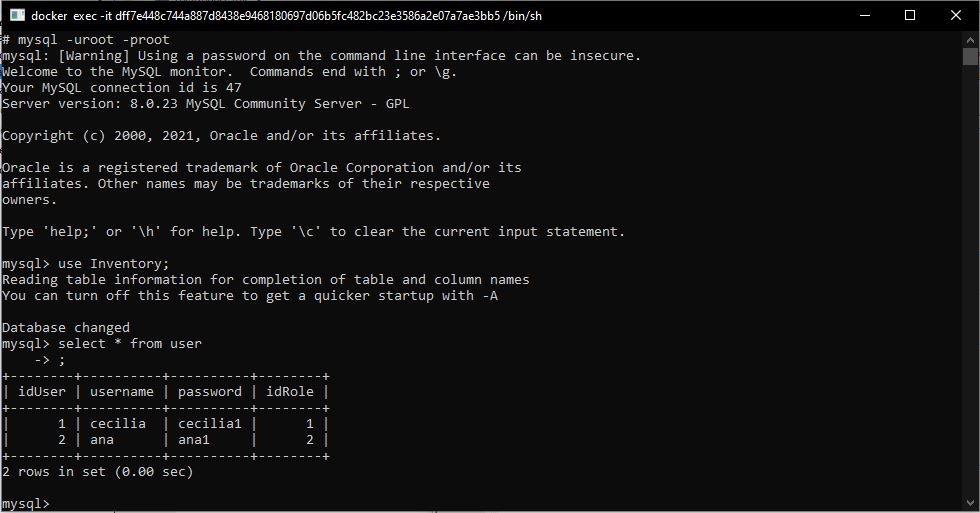 docker exec -it dff7e448c744a887d8438e9468180697d06b5fc482bc23e3586a2e07a7ae3bb5 /bin/sh
# mysql -uroot -proot
mysql: [Warning] Using a password on the command line interface can be insecure.
Welcome to the MySQL monitor.  Commands end with ; or \g.
Your MySQL connection id is 47
Server version: 8.0.23 MySQL Community Server - GPL

Copyright (c) 2000, 2021, Oracle and/or its affiliates.

Oracle is a registered trademark of Oracle Corporation and/or its
affiliates. Other names may be trademarks of their respective
owners.

Type 'help;' or '\h' for help. Type '\c' to clear the current input statement.

mysql> use Inventory;
Reading table information for completion of table and column names
You can turn off this feature to get a quicker startup with -A

Database changed
mysql> select * from user
    -> ;
+--------+----------+----------+--------+
| idUser | username | password | idRole |
+--------+----------+----------+--------+
|      1 | cecilia  | cecilia1 |      1 |
|      2 | ana      | ana1     |      2 |
+--------+----------+----------+--------+
2 rows in set (0.00 sec)

mysql>